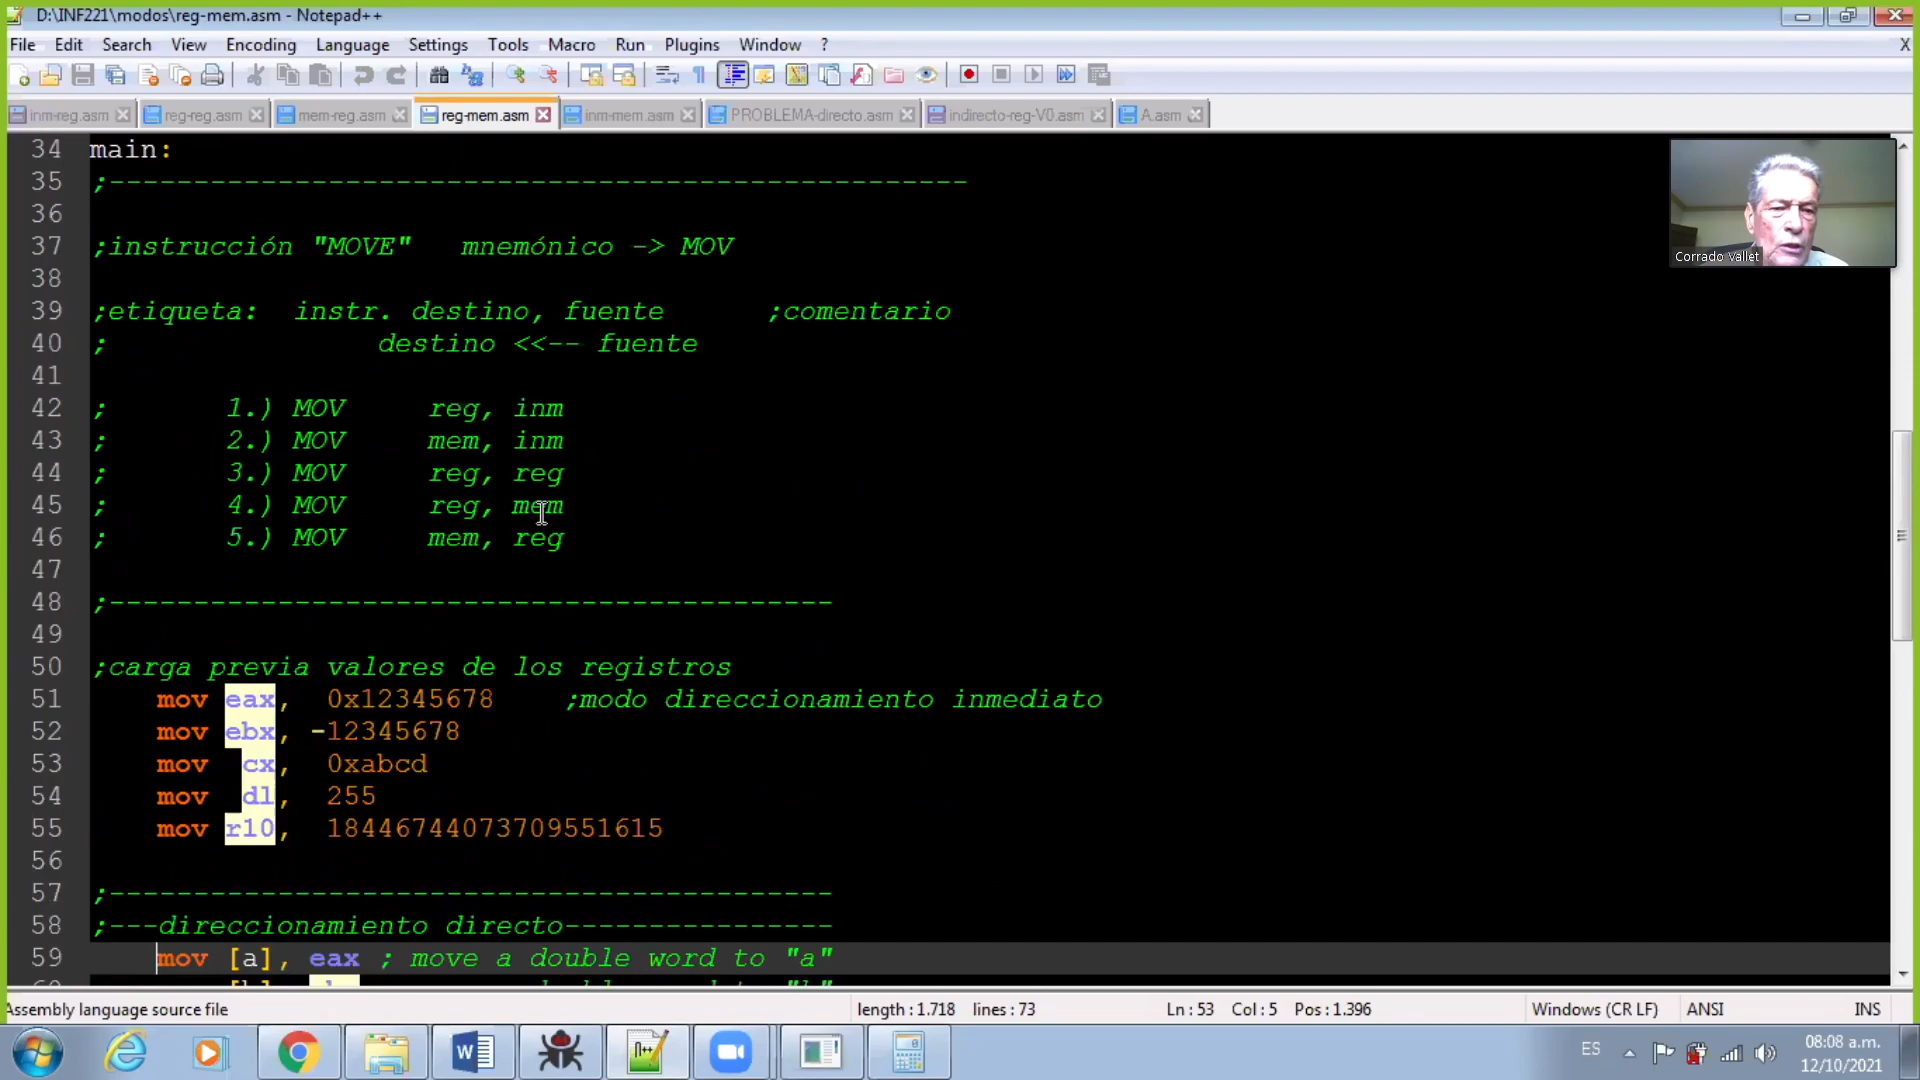 D:\INF221\modos\reg-mem.asm - Notepad++
File Edit Search View Encoding Language Settings Tools Macro Run Plugins Window ? X
inm-reg.asm reg-reg.asm mem-reg.asm reg-mem.asm inm-mem.asm PROBLEMA-directo.asm indirecto-reg-V0.asm A.asm
34 main:
35 ;---------------------------------------------------
36
37 ;instrucción "MOVE" mnemónico -> MOV
38
39 ;etiqueta: instr. destino, fuente ;comentario
40 ; destino <<-- fuente
41
42 ; 1.) MOV reg, inm
43 ; 2.) MOV mem, inm
44 ; 3.) MOV reg, reg
45 ; 4.) MOV reg, mem
46 ; 5.) MOV mem, reg
47
48 ;-------------------------------------------
49
50 ;carga previa valores de los registros
51 mov eax, 0x12345678 ;modo direccionamiento inmediato
52 mov ebx, -12345678
53 mov cx, 0xabcd
54 mov dl, 255
55 mov r10, 18446744073709551615
56
57 ;-------------------------------------------
58 ;---direccionamiento directo----------------
59 mov [a], eax ; move a double word to "a"
Corrado Vallet
Assembly language source file length : 1.718 lines : 73 Ln : 53 Col : 5 Pos : 1.396 Windows (CR LF) ANSI INS
ES
08:08 a.m.
12/10/2021